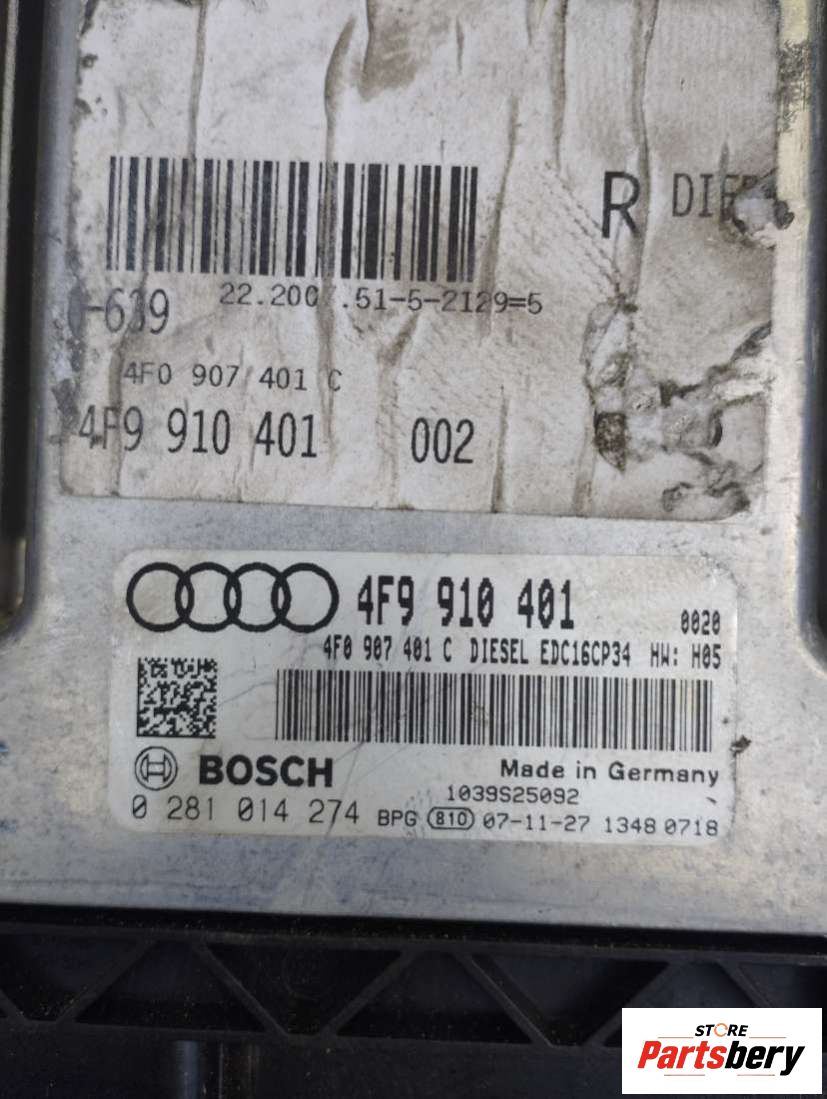 R
22.200 .51-5-2129=5
-639
4F0 907 401 C
4F9 910 401 002
4F9 910 401 0020
4F0 907 401 C DIESEL EDC16CP34 HW: H05
BOSCH Made in Germany
1039S25092
0 281 014 274 BPG 810 07-11-27 1348 0718
STORE
Partsbery